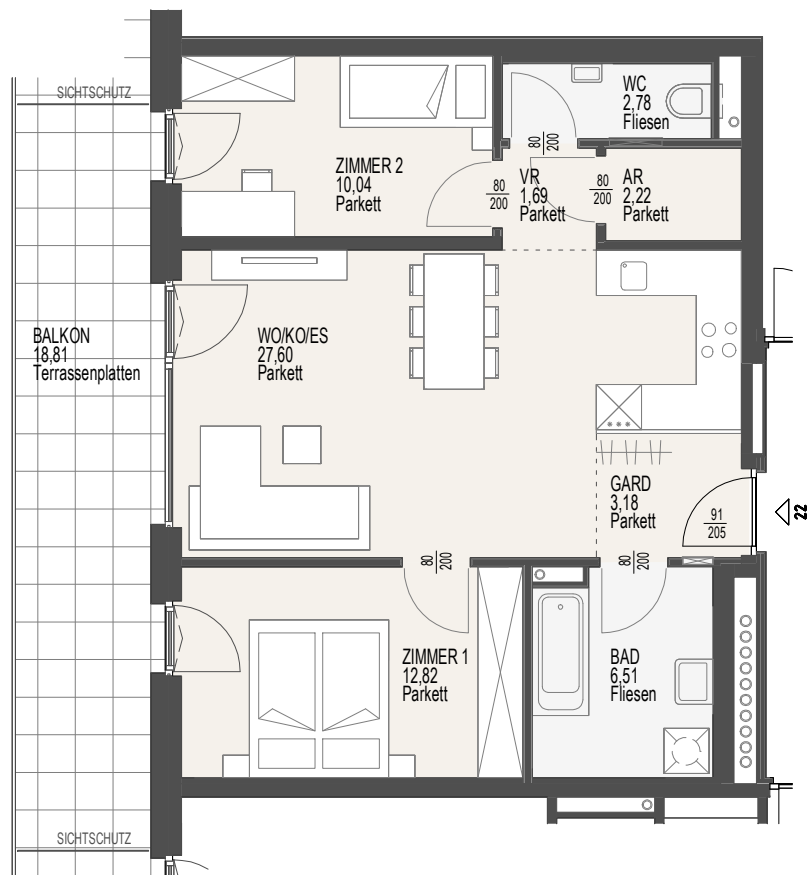 SICHTSCHUTZ
WC
2,78
Fliesen
80
200
ZIMMER 2
10,04
Parkett
80
200
VR
1,69
Parkett
80
200
AR
2,22
Parkett
BALKON
18,81
Terrassenplatten
WO/KO/ES
27,60
Parkett
GARD
3,18
Parkett
91
205
22
80
200
80
200
ZIMMER 1
12,82
Parkett
BAD
6,51
Fliesen
SICHTSCHUTZ